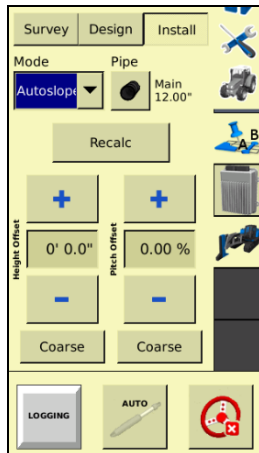 Survey Design Install
Mode Pipe
Autoslope
Main
12.00"
Recalc
Height Offset
+
0' 0.0"
−
Coarse
Pitch Offset
+
0.00 %
−
Coarse
A B
LOGGING
AUTO